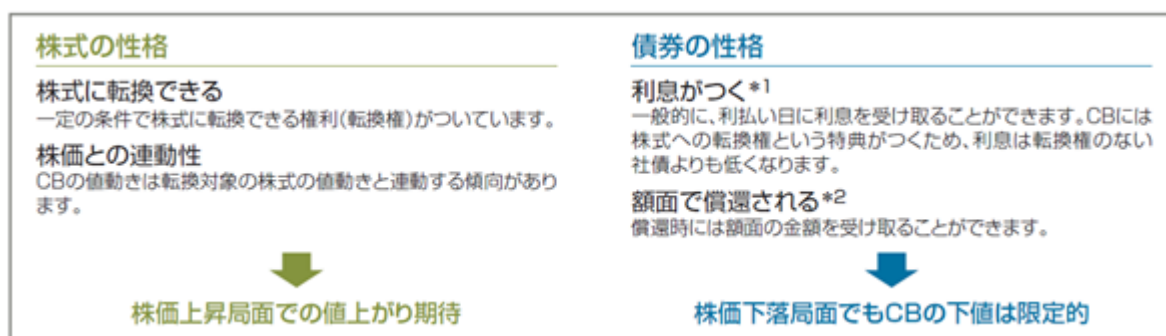 株式の性格
株式に転換できる
一定の条件で株式に転換できる権利(転換権)がついています。
株価との連動性
CBの値動きは転換対象の株式の値動きと連動する傾向があり
ます。
株価上昇局面での値上がり期待
債券の性格
利息がつく*1
一般的に、利払い日に利息を受け取ることができます。CBには
株式への転換権という特典がつくため、利息は転換権のない
社債よりも低くなります。
額面で償還される*2
償還時には額面の金額を受け取ることができます。
株価下落局面でもCBの下値は限定的